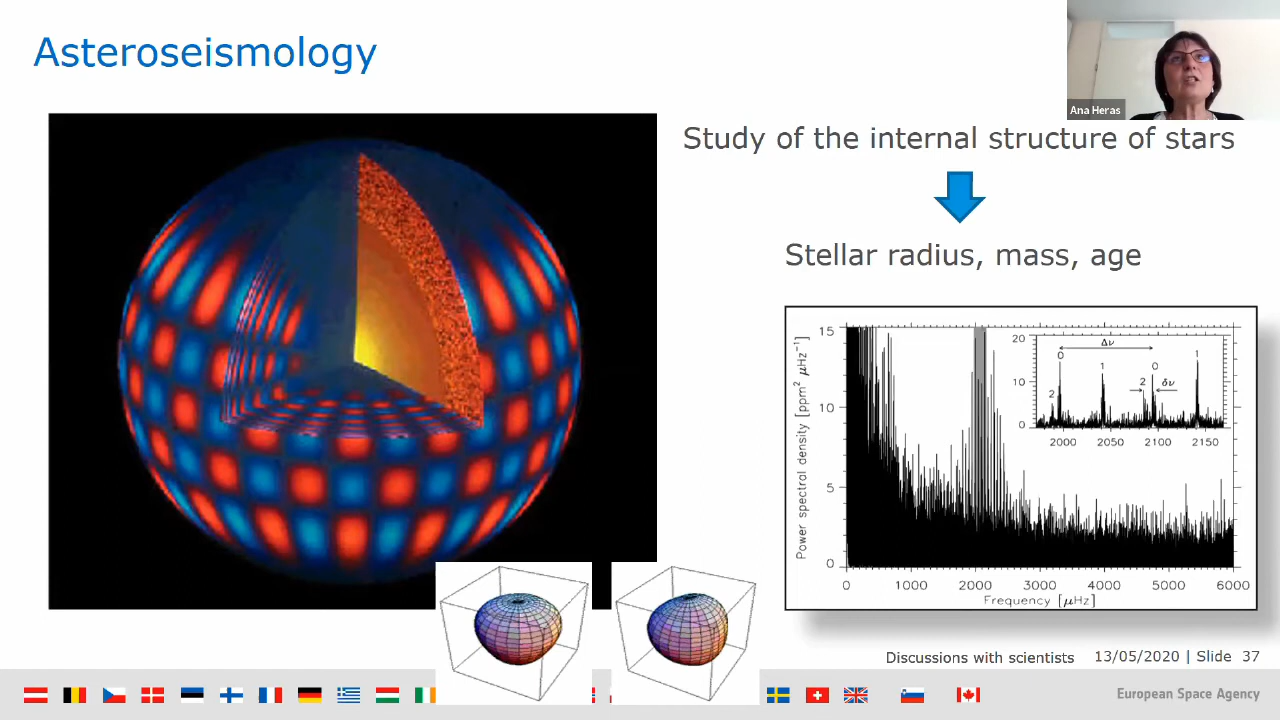 Asteroseismology
Ana Heras
Study of the internal structure of stars
Stellar radius, mass, age
Power spectral density [ppm² μHz⁻¹]
15
10
5
0
0 1000 2000 3000 4000 5000 6000
Frequency [μHz]
20
10
0
Δν
0 1 0 1
2 2 δν
2000 2050 2100 2150
Discussions with scientists 13/05/2020 | Slide 37
European Space Agency